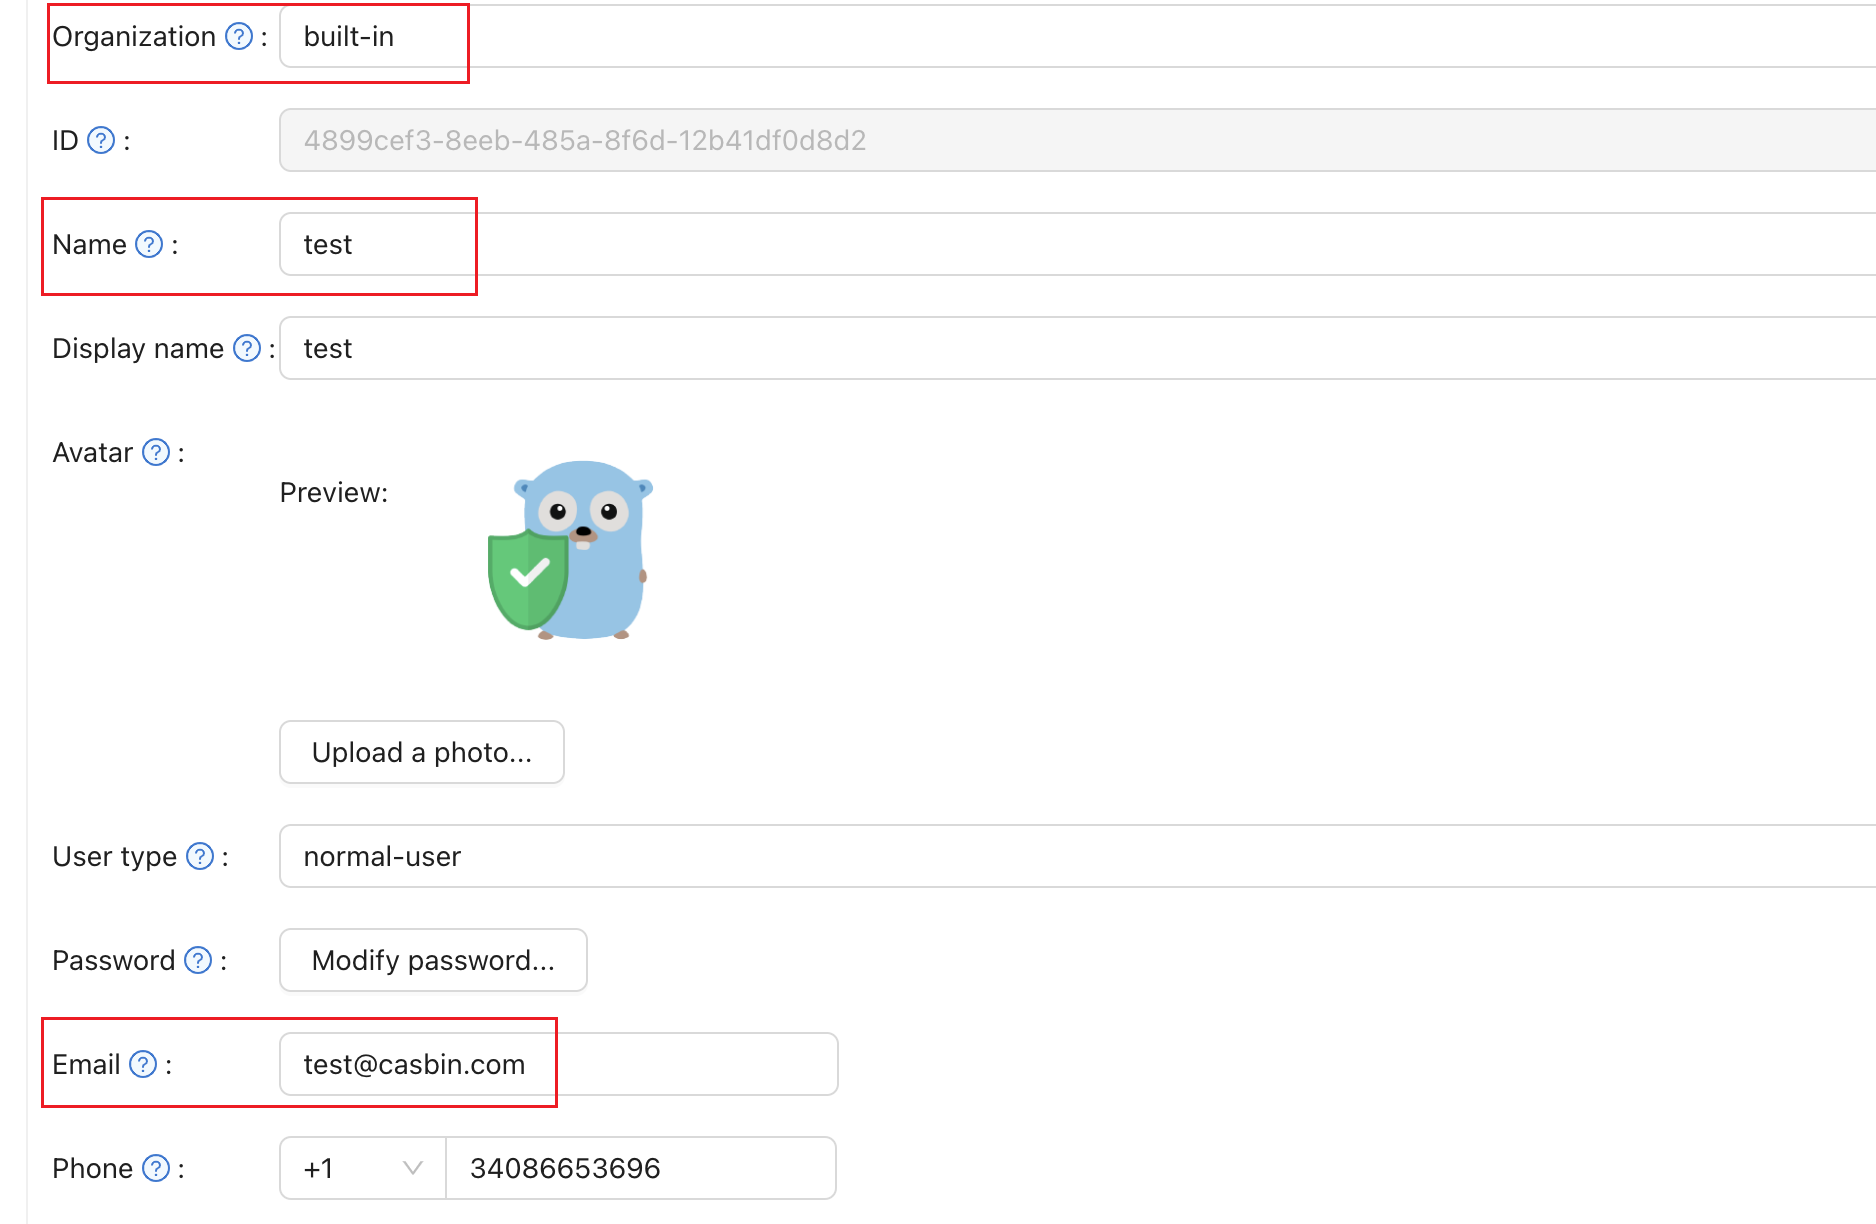 Organization ? : built-in
ID ? : 4899cef3-8eeb-485a-8f6d-12b41df0d8d2
Name ? : test
Display name ? : test
Avatar ? :
Preview:
Upload a photo...
User type ? : normal-user
Password ? : Modify password...
Email ? : test@casbin.com
Phone ? : +1 34086653696